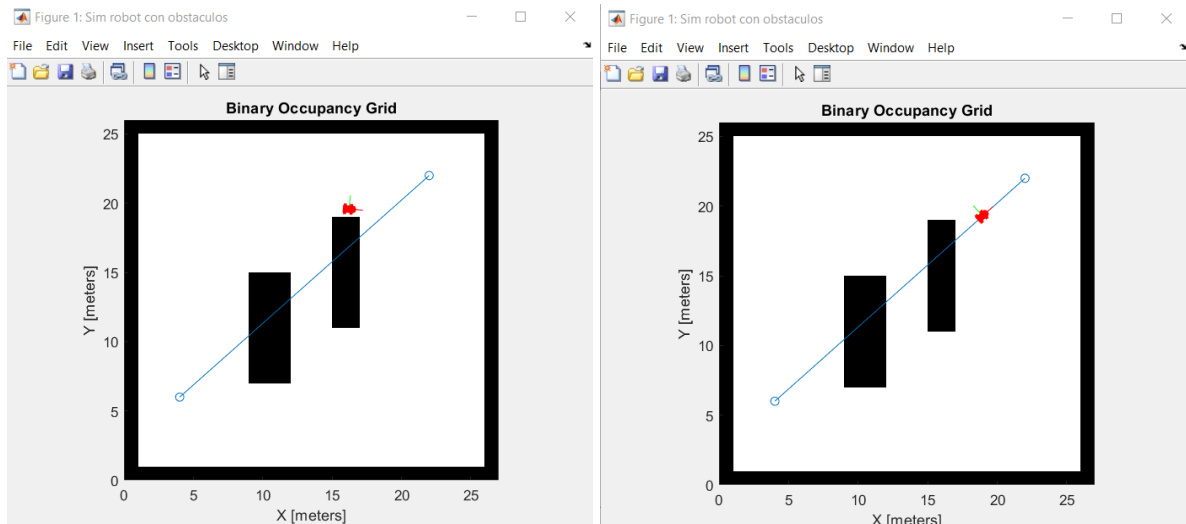 Figure 1: Sim robot con obstaculos
File Edit View Insert Tools Desktop Window Help
Binary Occupancy Grid
25
20
15
10
5
0
Y [meters]
0 5 10 15 20 25
X [meters]
Figure 1: Sim robot con obstaculos
File Edit View Insert Tools Desktop Window Help
Binary Occupancy Grid
25
20
15
10
5
0
Y [meters]
0 5 10 15 20 25
X [meters]